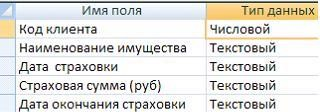 Имя поля Тип данных
Код клиента Числовой
Наименование имущества Текстовый
Дата страховки Текстовый
Страховая сумма (руб) Текстовый
Дата окончания страховки Текстовый